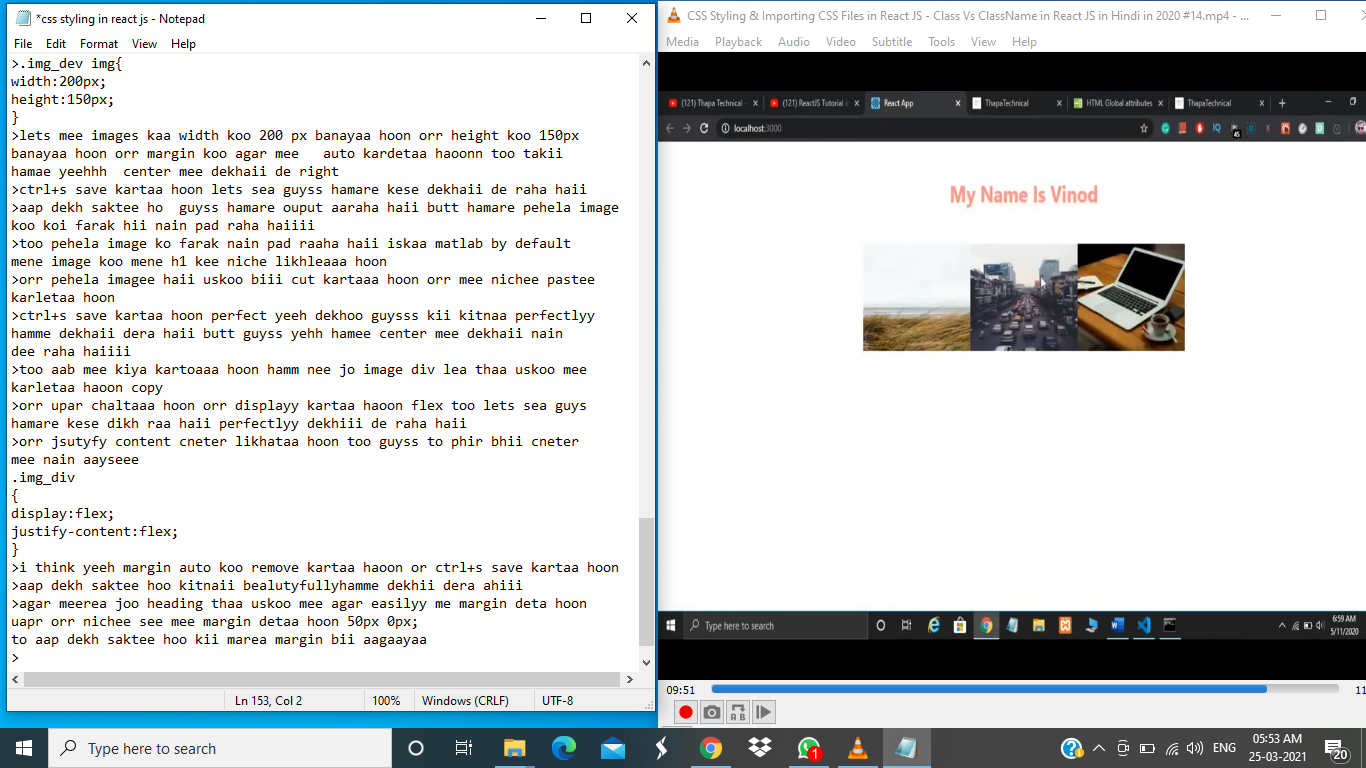 *css styling in react js - Notepad
File Edit Format View Help
>.img_dev img{
width:200px;
height:150px;
}
>lets mee images kaa width koo 200 px banayaa hoon orr height koo 150px
banayaa hoon orr margin koo agar mee   auto kardetaa haoonn too takii
hamae yeehhh  center mee dekhaii de right
>ctrl+s save kartaa hoon lets sea guyss hamare kese dekhaii de raha haii
>aap dekh saktee ho  guyss hamare ouput aaraha haii butt hamare pehela image
koo koi farak hii nain pad raha haiiii
>too pehela image ko farak nain pad raaha haii iskaa matlab by default
mene image koo mene h1 kee niche likhleaaa hoon
>orr pehela imagee haii uskoo biii cut kartaaa hoon orr mee nichee pastee
karletaa hoon
>ctrl+s save kartaa hoon perfect yeeh dekhoo guysss kii kitnaa perfectlyy
hamme dekhaii dera haii butt guyss yehh hamee center mee dekhaii nain
dee raha haiiii
>too aab mee kiya kartoaaa hoon hamm nee jo image div lea thaa uskoo mee
karletaa haoon copy
>orr upar chaltaaa hoon orr displayy kartaa haoon flex too lets sea guys
hamare kese dikh raa haii perfectlyy dekhiii de raha haii
>orr jsutyfy content cneter likhataa hoon too guyss to phir bhii cneter
mee nain aayseee
.img_div
{
display:flex;
justify-content:flex;
}
>i think yeeh margin auto koo remove kartaa haoon or ctrl+s save kartaa hoon
>aap dekh saktee hoo kitnaii bealutyfullyhamme dekhii dera ahiii
>agar meerea joo heading thaa uskoo mee agar easilyy me margin deta hoon
uapr orr nichee see mee margin detaa hoon 50px 0px;
to aap dekh saktee hoo kii marea margin bii aagaayaa
>
Ln 153, Col 2 100% Windows (CRLF) UTF-8
CSS Styling & Importing CSS Files in React JS - Class Vs ClassName in React JS in Hindi in 2020 #14.mp4 - ...
Media Playback Audio Video Subtitle Tools View Help
(121) Thapa Technical - (121) ReactJS Tutorial in React App ThapaTechnical HTML Global attributes ThapaTechnical
localhost:3000
My Name Is Vinod
Type here to search
6:59 AM
5/11/2020
09:51
11
A B
Type here to search
1
ENG
05:53 AM
25-03-2021
20